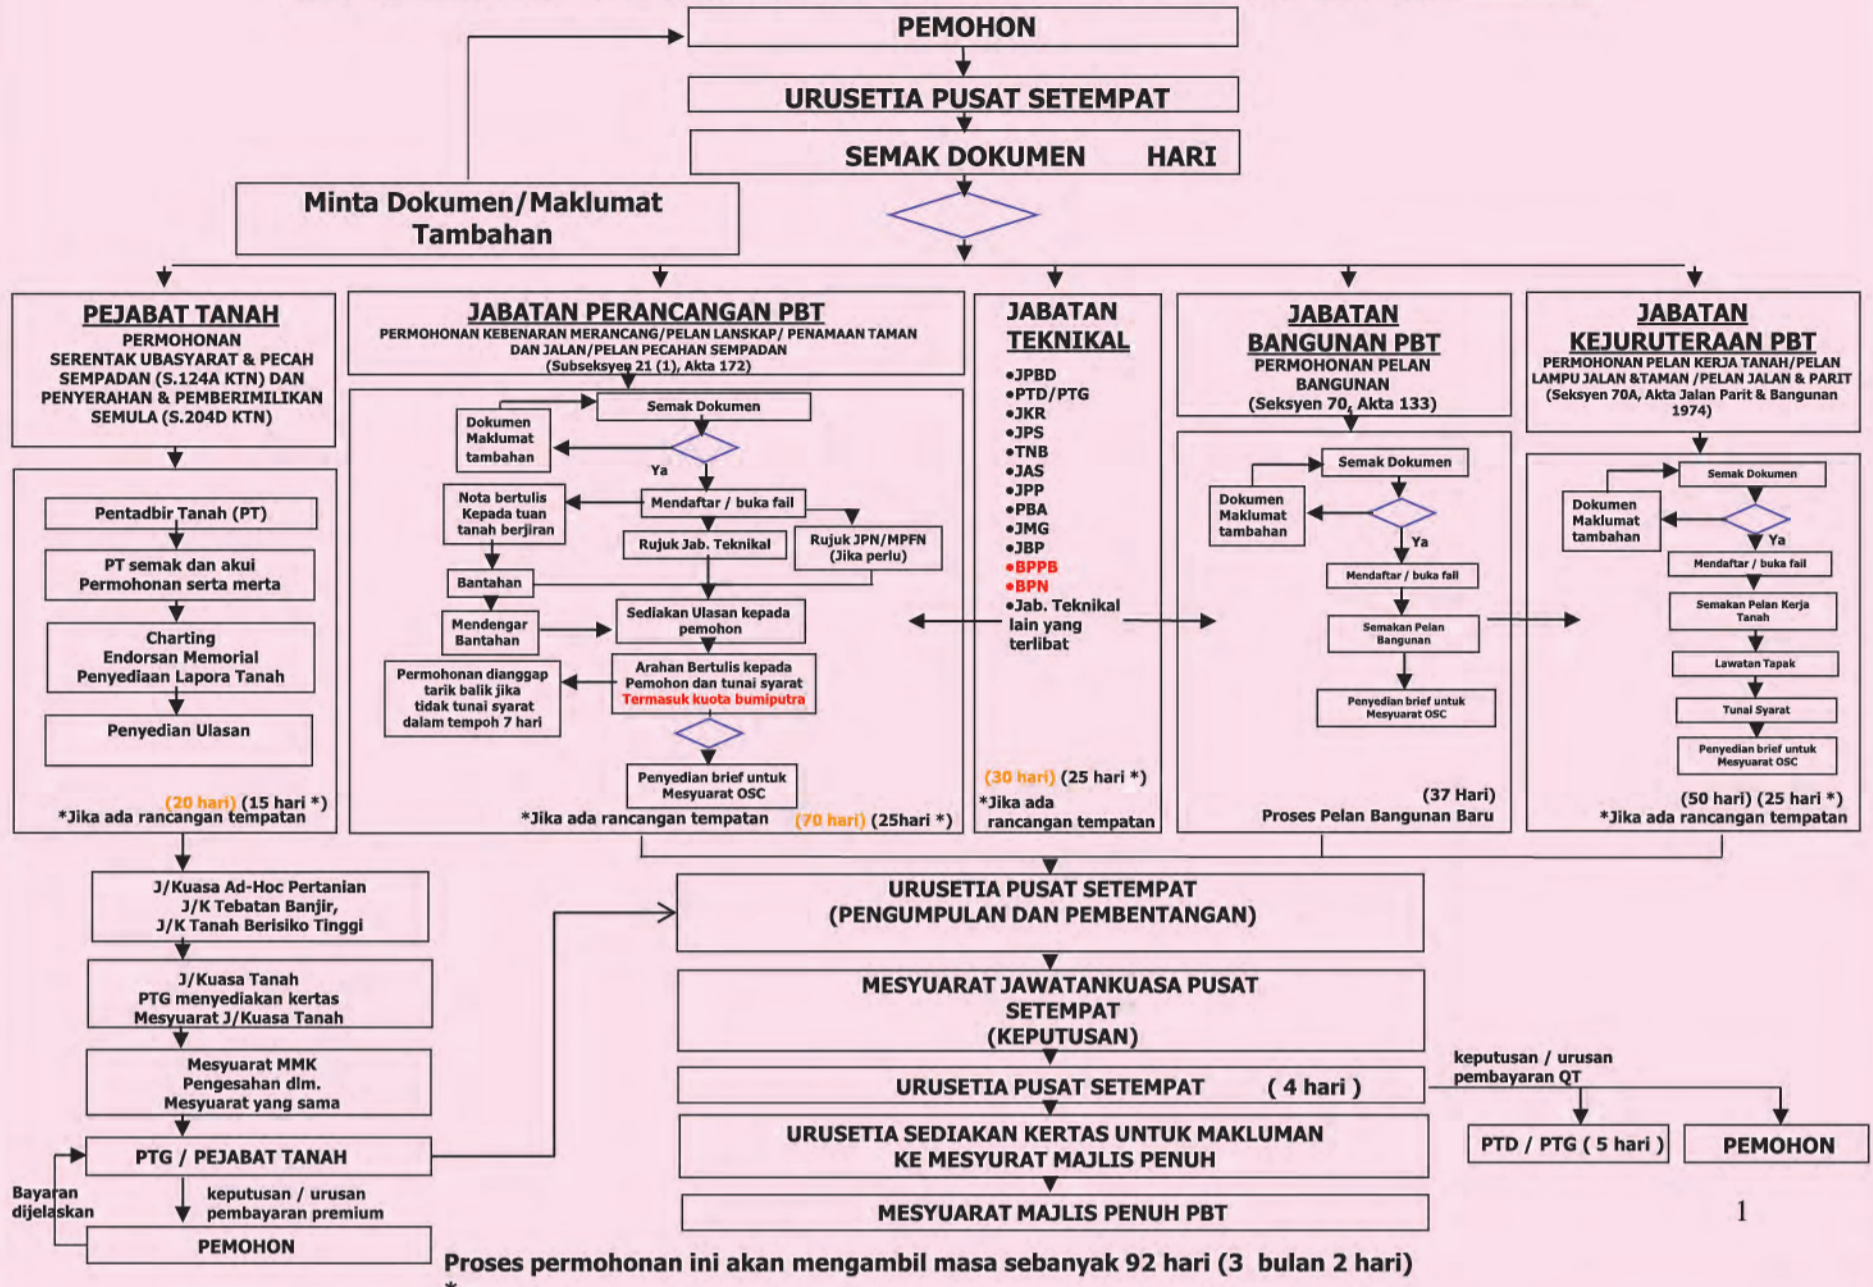 PEMOHON
URUSETIA PUSAT SETEMPAT
SEMAK DOKUMEN HARI
Minta Dokumen/Maklumat
Tambahan
PEJABAT TANAH
PERMOHONAN
SERENTAK UBASYARAT & PECAH
SEMPADAN (S.124A KTN) DAN
PENYERAHAN & PEMBERIMILIKAN
SEMULA (S.204D KTN)
Pentadbir Tanah (PT)
PT semak dan akui
Permohonan serta merta
Charting
Endorsan Memorial
Penyediaan Lapora Tanah
Penyedian Ulasan
(20 hari) (15 hari *)
*Jika ada rancangan tempatan
JABATAN PERANCANGAN PBT
PERMOHONAN KEBENARAN MERANCANG/PELAN LANSKAP/ PENAMAAN TAMAN
DAN JALAN/PELAN PECAHAN SEMPADAN
(Subseksyen 21 (1), Akta 172)
Semak Dokumen
Dokumen
Maklumat
tambahan
Ya
Nota bertulis
Kepada tuan
tanah berjiran
Mendaftar / buka fail
Rujuk Jab. Teknikal
Rujuk JPN/MPFN
(Jika perlu)
Bantahan
Mendengar
Bantahan
Sediakan Ulasan kepada
pemohon
Permohonan dianggap
tarik balik jika
tidak tunai syarat
dalam tempoh 7 hari
Arahan Bertulis kepada
Pemohon dan tunai syarat
Termasuk kuota bumiputra
Penyedian brief untuk
Mesyuarat OSC
*Jika ada rancangan tempatan (70 hari) (25hari *)
JABATAN
TEKNIKAL
•JPBD
•PTD/PTG
•JKR
•JPS
•TNB
•JAS
•JPP
•PBA
•JMG
•JBP
•BPPB
•BPN
•Jab. Teknikal
lain yang
terlibat
(30 hari) (25 hari *)
*Jika ada
rancangan tempatan
JABATAN
BANGUNAN PBT
PERMOHONAN PELAN
BANGUNAN
(Seksyen 70, Akta 133)
Semak Dokumen
Dokumen
Maklumat
tambahan
Ya
Mendaftar / buka fail
Semakan Pelan
Bangunan
Penyedian brief untuk
Mesyuarat OSC
(37 Hari)
Proses Pelan Bangunan Baru
JABATAN
KEJURUTERAAN PBT
PERMOHONAN PELAN KERJA TANAH/PELAN
LAMPU JALAN &TAMAN /PELAN JALAN & PARIT
(Seksyen 70A, Akta Jalan Parit & Bangunan
1974)
Semak Dokumen
Dokumen
Maklumat
tambahan
Ya
Mendaftar / buka fail
Semakan Pelan Kerja
Tanah
Lawatan Tapak
Tunai Syarat
Penyedian brief untuk
Mesyuarat OSC
(50 hari) (25 hari *)
*Jika ada rancangan tempatan
J/Kuasa Ad-Hoc Pertanian
J/K Tebatan Banjir,
J/K Tanah Berisiko Tinggi
J/Kuasa Tanah
PTG menyediakan kertas
Mesyuarat J/Kuasa Tanah
Mesyuarat MMK
Pengesahan dlm.
Mesyuarat yang sama
PTG / PEJABAT TANAH
Bayaran
dijelaskan
keputusan / urusan
pembayaran premium
PEMOHON
URUSETIA PUSAT SETEMPAT
(PENGUMPULAN DAN PEMBENTANGAN)
MESYUARAT JAWATANKUASA PUSAT
SETEMPAT
(KEPUTUSAN)
URUSETIA PUSAT SETEMPAT ( 4 hari )
URUSETIA SEDIAKAN KERTAS UNTUK MAKLUMAN
KE MESYURAT MAJLIS PENUH
MESYUARAT MAJLIS PENUH PBT
keputusan / urusan
pembayaran QT
PTD / PTG ( 5 hari )
PEMOHON
1
Proses permohonan ini akan mengambil masa sebanyak 92 hari (3 bulan 2 hari)
*